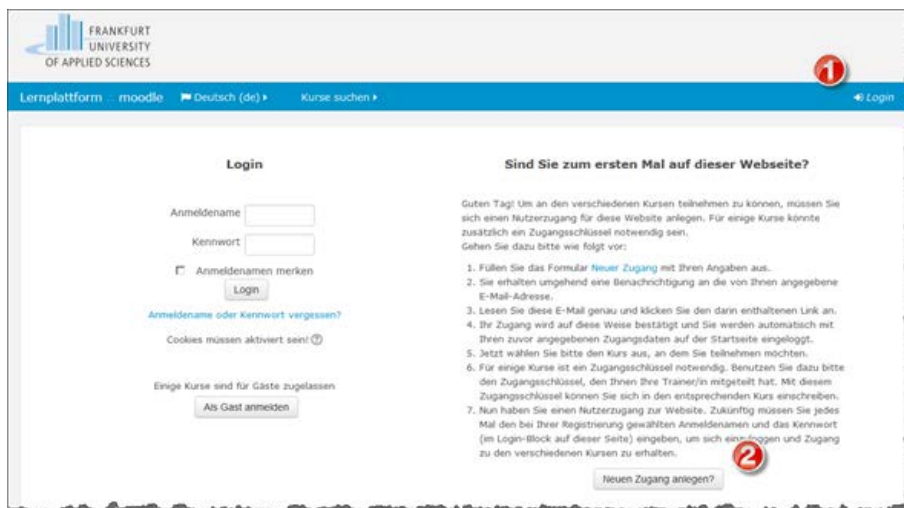 FRANKFURT
UNIVERSITY
OF APPLIED SCIENCES
1
Lernplattform :: moodle Deutsch (de) Kurse suchen Login
Login
Anmeldename
Kennwort
Anmeldenamen merken
Login
Anmeldename oder Kennwort vergessen?
Cookies müssen aktiviert sein!
Einige Kurse sind für Gäste zugelassen
Als Gast anmelden
Sind Sie zum ersten Mal auf dieser Webseite?
Guten Tag! Um an den verschiedenen Kursen teilnehmen zu können, müssen Sie
sich einen Nutzerzugang für diese Website anlegen. Für einige Kurse könnte
zusätzlich ein Zugangsschlüssel notwendig sein.
Gehen Sie dazu bitte wie folgt vor:
1. Füllen Sie das Formular Neuer Zugang mit Ihren Angaben aus.
2. Sie erhalten umgehend eine Benachrichtigung an die von Ihnen angegebene
E-Mail-Adresse.
3. Lesen Sie diese E-Mail genau und klicken Sie den darin enthaltenen Link an.
4. Ihr Zugang wird auf diese Weise bestätigt und Sie werden automatisch mit
Ihren zuvor angegebenen Zugangsdaten auf der Startseite eingeloggt.
5. Jetzt wählen Sie bitte den Kurs aus, an dem Sie teilnehmen möchten.
6. Für einige Kurse ist ein Zugangsschlüssel notwendig. Benutzen Sie dazu bitte
den Zugangsschlüssel, den Ihnen Ihre Trainer/in mitgeteilt hat. Mit diesem
Zugangsschlüssel können Sie sich in den entsprechenden Kurs einschreiben.
7. Nun haben Sie einen Nutzerzugang zur Website. Zukünftig müssen Sie jedes
Mal den bei Ihrer Registrierung gewählten Anmeldenamen und das Kennwort
(im Login-Block auf dieser Seite) eingeben, um sich einzuloggen und Zugang
zu den verschiedenen Kursen zu erhalten.
2
Neuen Zugang anlegen?